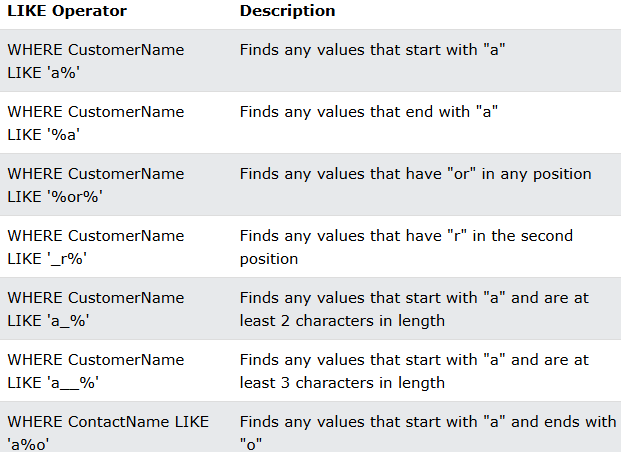 LIKE Operator Description
WHERE CustomerName Finds any values that start with "a"
LIKE 'a%'
WHERE CustomerName Finds any values that end with "a"
LIKE '%a'
WHERE CustomerName Finds any values that have "or" in any position
LIKE '%or%'
WHERE CustomerName Finds any values that have "r" in the second
LIKE '_r%' position
WHERE CustomerName Finds any values that start with "a" and are at
LIKE 'a_%' least 2 characters in length
WHERE CustomerName Finds any values that start with "a" and are at
LIKE 'a__%' least 3 characters in length
WHERE ContactName LIKE Finds any values that start with "a" and ends with
'a%o' "o"